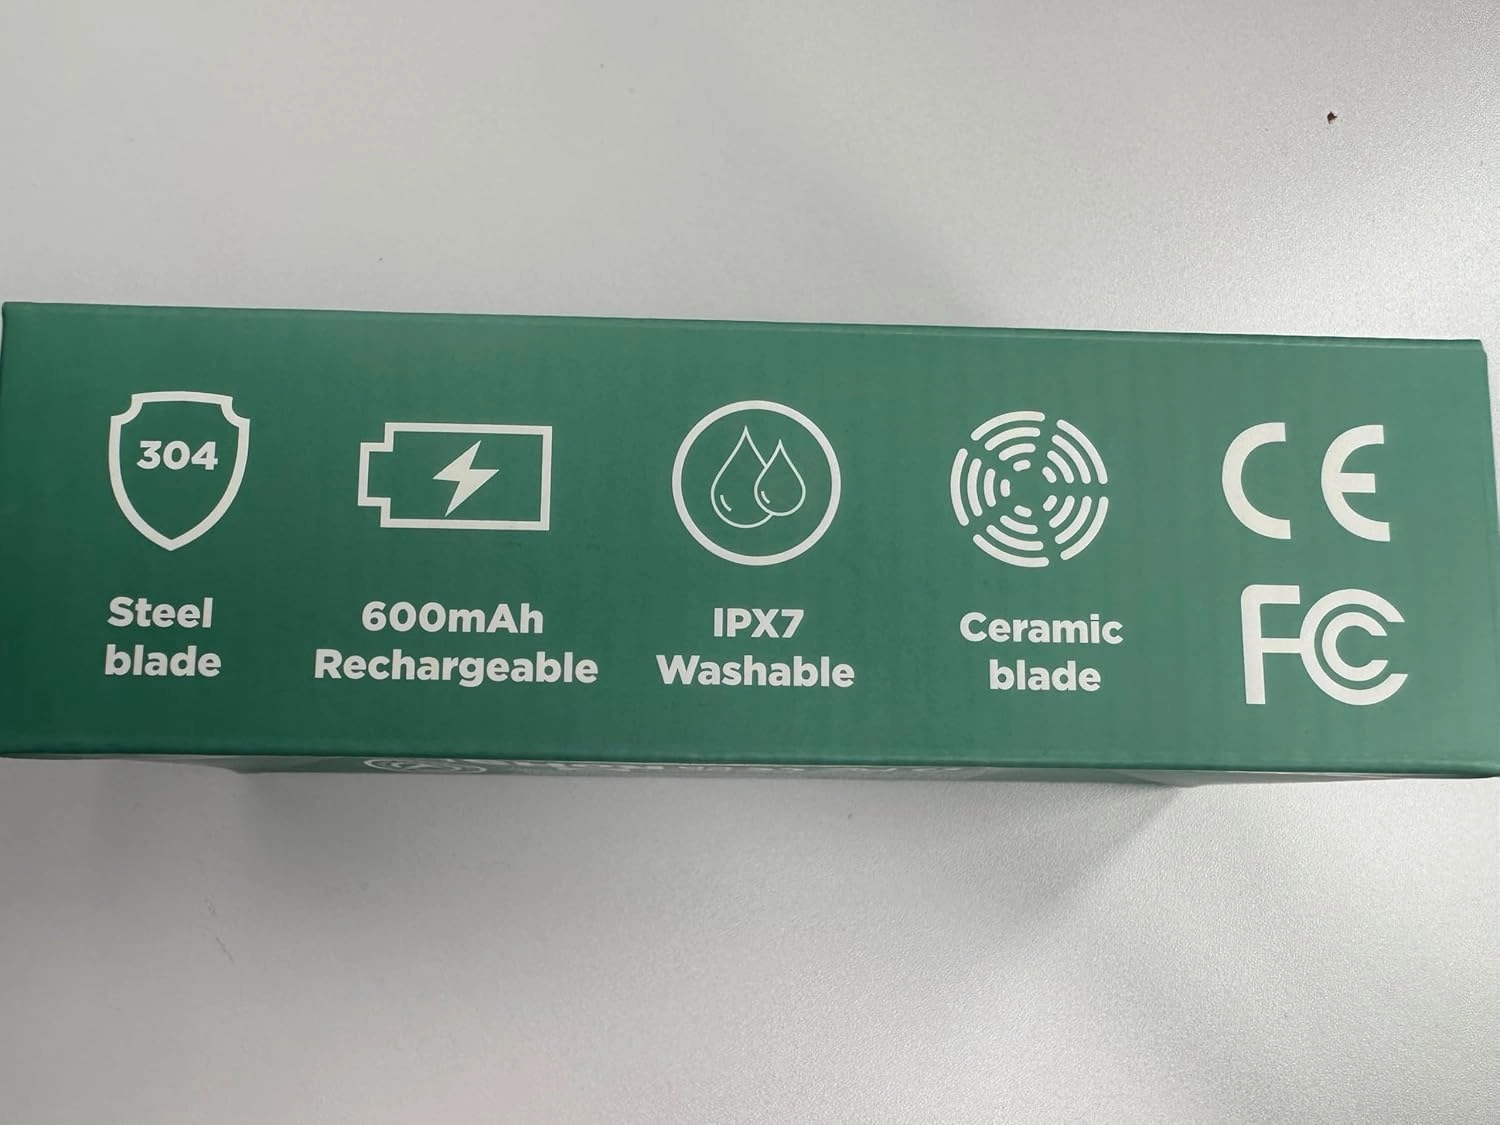 304
Steel
blade
600mAh
Rechargeable
IPX7
Washable
Ceramic
blade
CE
FC